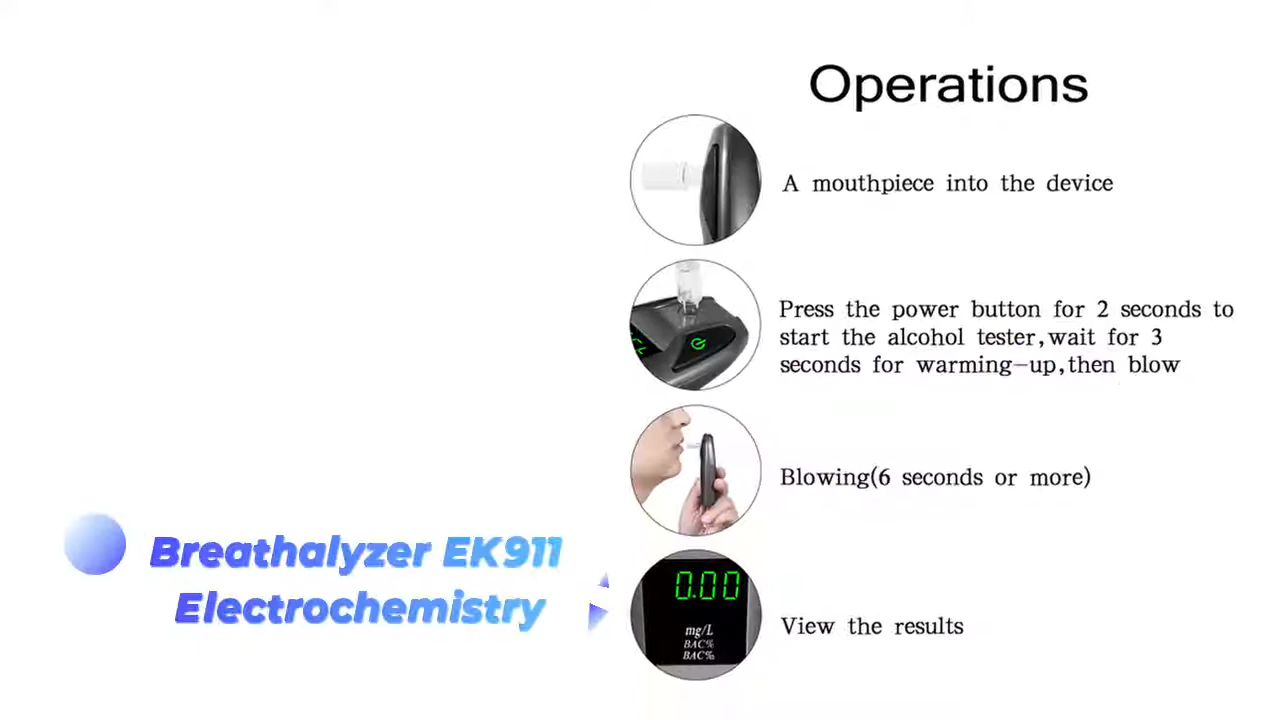 Operations
A mouthpiece into the device
Press the power button for 2 seconds to
start the alcohol tester,wait for 3
seconds for warming-up,then blow
Blowing(6 seconds or more)
0.00
mg/L
BAC%
BAC‰
View the results
Breathalyzer EK911
Electrochemistry